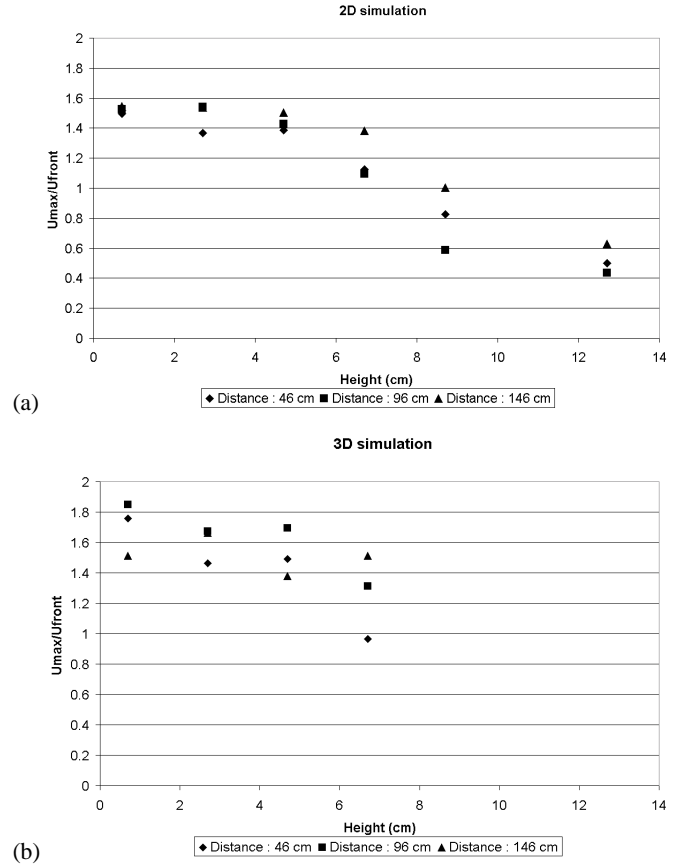 2D simulation
2
1.8
1.6
1.4
1.2
1
0.8
0.6
0.4
0.2
0
Umax/Ufront
0 2 4 6 8 10 12 14
Height (cm)
Distance : 46 cm Distance : 96 cm Distance : 146 cm
(a)
3D simulation
2
1.8
1.6
1.4
1.2
1
0.8
0.6
0.4
0.2
0
Umax/Ufront
0 2 4 6 8 10 12 14
Height (cm)
Distance : 46 cm Distance : 96 cm Distance : 146 cm
(b)